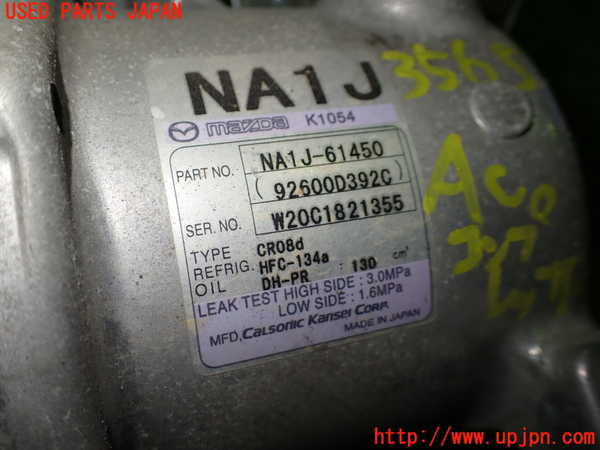 USED PARTS JAPAN
NA1J
mazda K1054
PART NO. NA1J-61450
(92600D392C)
SER.NO. W20C1821355
TYPE CR08d
REFRIG. HFC-134a
OIL DH-PR : 130 cm³
LEAK TEST HIGH SIDE : 3.0MPa
LOW SIDE : 1.6MPa
MFD. Calsonic Kansei Corp.
MADE IN JAPAN
3565
http://www.upjpn.com/